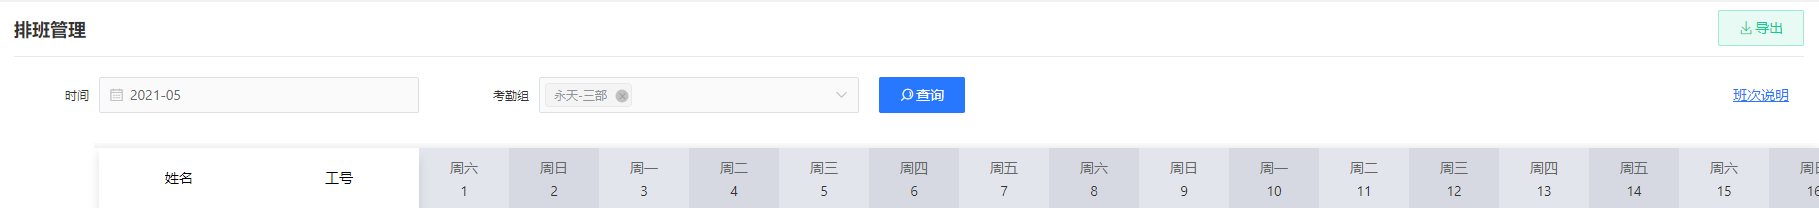 排班管理
导出
时间 2021-05 考勤组 永天-三部 查询 班次说明
姓名 工号 周六 周日 周一 周二 周三 周四 周五 周六 周日 周一 周二 周三 周四 周五 周六 周日
1 2 3 4 5 6 7 8 9 10 11 12 13 14 15 16